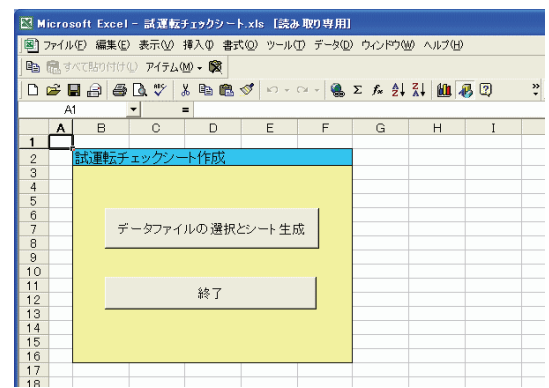 Microsoft Excel - 試運転チェックシート.xls [読み取り専用]
ファイル(F) 編集(E) 表示(V) 挿入(I) 書式(O) ツール(T) データ(D) ウィンドウ(W) ヘルプ(H)
すべて貼り付け(L) アイテム(M)
A1 =
A B C D E F G H I
1
2 試運転チェックシート作成
3
4
5
6
7 データファイルの選択とシート生成
8
9
10
11
12 終了
13
14
15
16
17
18